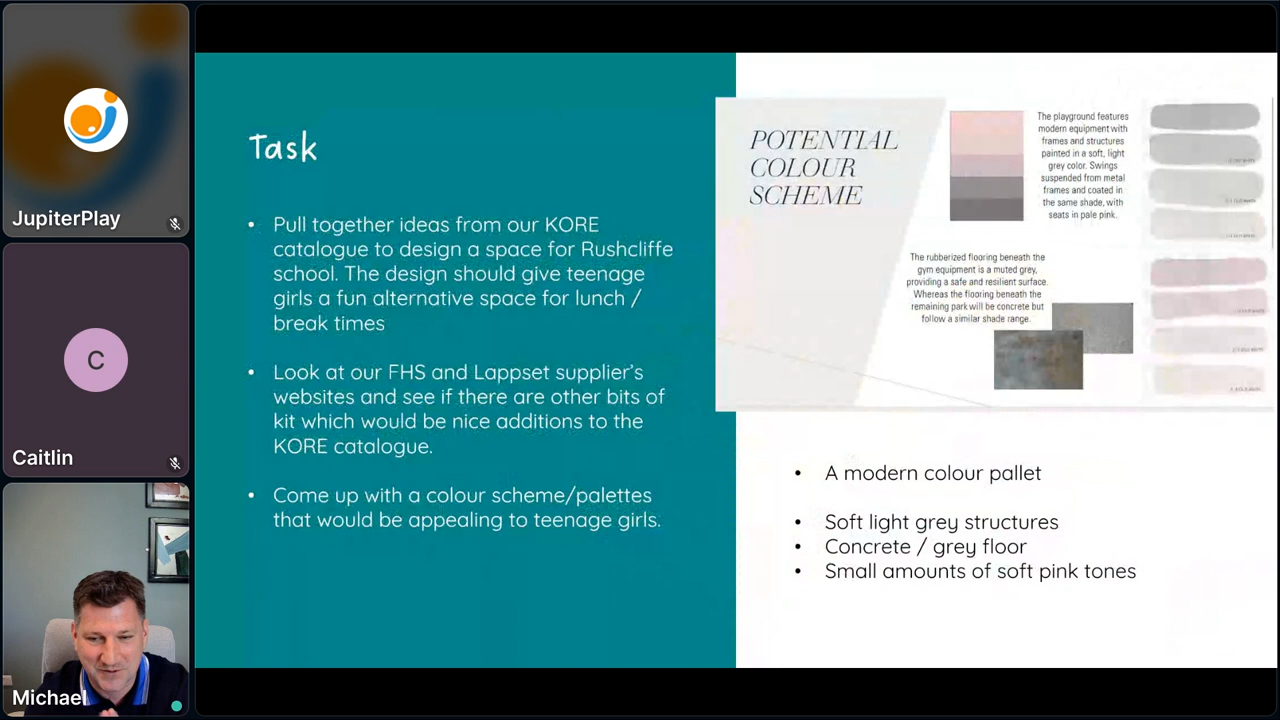 JupiterPlay
C
Caitlin
Michael
Task
• Pull together ideas from our KORE
catalogue to design a space for Rushcliffe
school. The design should give teenage
girls a fun alternative space for lunch /
break times
• Look at our FHS and Lappset supplier's
websites and see if there are other bits of
kit which would be nice additions to the
KORE catalogue.
• Come up with a colour scheme/palettes
that would be appealing to teenage girls.
POTENTIAL
COLOUR
SCHEME
The playground features
modern equipment with
frames and structures
painted in a soft, light
grey color. Swings
suspended from metal
frames and coated in
the same shade, with
seats in pale pink.
The rubberized flooring beneath the
gym equipment is a muted grey,
providing a safe and resilient surface.
Whereas the flooring beneath the
remaining park will be concrete but
follow a similar shade range.
• A modern colour pallet
• Soft light grey structures
• Concrete / grey floor
• Small amounts of soft pink tones